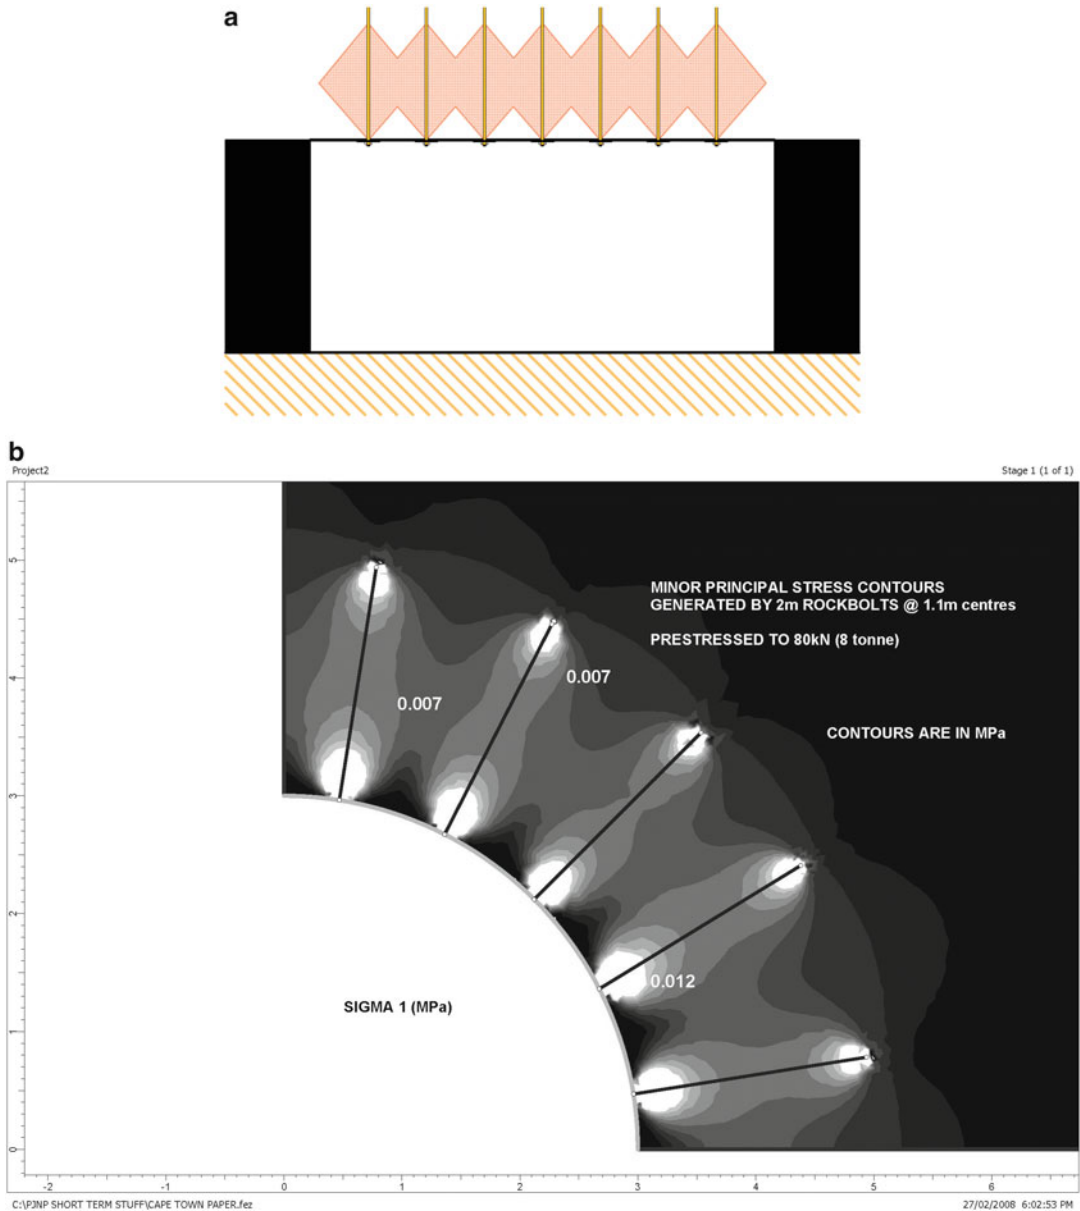 a
b
Project2
Stage 1 (1 of 1)
MINOR PRINCIPAL STRESS CONTOURS
GENERATED BY 2m ROCKBOLTS @ 1.1m centres
PRESTRESSED TO 80kN (8 tonne)
0.007
0.007
CONTOURS ARE IN MPa
0.012
SIGMA 1 (MPa)
5
4
3
2
1
0
-2 -1 0 1 2 3 4 5 6
C:\PJNP SHORT TERM STUFF\CAPE TOWN PAPER.fez
27/02/2008 6:02:53 PM